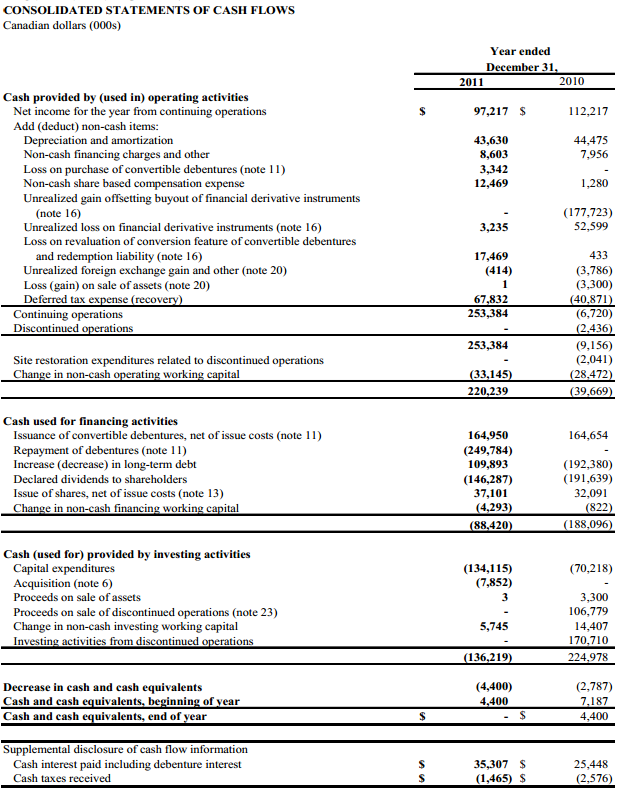 CONSOLIDATED STATEMENTS OF CASH FLOWS
Canadian dollars (000s)
Year ended
December 31,
2011 2010
Cash provided by (used in) operating activities
Net income for the year from continuing operations $ 97,217 $ 112,217
Add (deduct) non-cash items:
Depreciation and amortization 43,630 44,475
Non-cash financing charges and other 8,603 7,956
Loss on purchase of convertible debentures (note 11) 3,342 -
Non-cash share based compensation expense 12,469 1,280
Unrealized gain offsetting buyout of financial derivative instruments
(note 16) - (177,723)
Unrealized loss on financial derivative instruments (note 16) 3,235 52,599
Loss on revaluation of conversion feature of convertible debentures
and redemption liability (note 16) 17,469 433
Unrealized foreign exchange gain and other (note 20) (414) (3,786)
Loss (gain) on sale of assets (note 20) 1 (3,300)
Deferred tax expense (recovery) 67,832 (40,871)
Continuing operations 253,384 (6,720)
Discontinued operations - (2,436)
253,384 (9,156)
Site restoration expenditures related to discontinued operations - (2,041)
Change in non-cash operating working capital (33,145) (28,472)
220,239 (39,669)
Cash used for financing activities
Issuance of convertible debentures, net of issue costs (note 11) 164,950 164,654
Repayment of debentures (note 11) (249,784) -
Increase (decrease) in long-term debt 109,893 (192,380)
Declared dividends to shareholders (146,287) (191,639)
Issue of shares, net of issue costs (note 13) 37,101 32,091
Change in non-cash financing working capital (4,293) (822)
(88,420) (188,096)
Cash (used for) provided by investing activities
Capital expenditures (134,115) (70,218)
Acquisition (note 6) (7,852) -
Proceeds on sale of assets 3 3,300
Proceeds on sale of discontinued operations (note 23) - 106,779
Change in non-cash investing working capital 5,745 14,407
Investing activities from discontinued operations - 170,710
(136,219) 224,978
Decrease in cash and cash equivalents (4,400) (2,787)
Cash and cash equivalents, beginning of year 4,400 7,187
Cash and cash equivalents, end of year $ - $ 4,400
Supplemental disclosure of cash flow information
Cash interest paid including debenture interest $ 35,307 $ 25,448
Cash taxes received $ (1,465) $ (2,576)